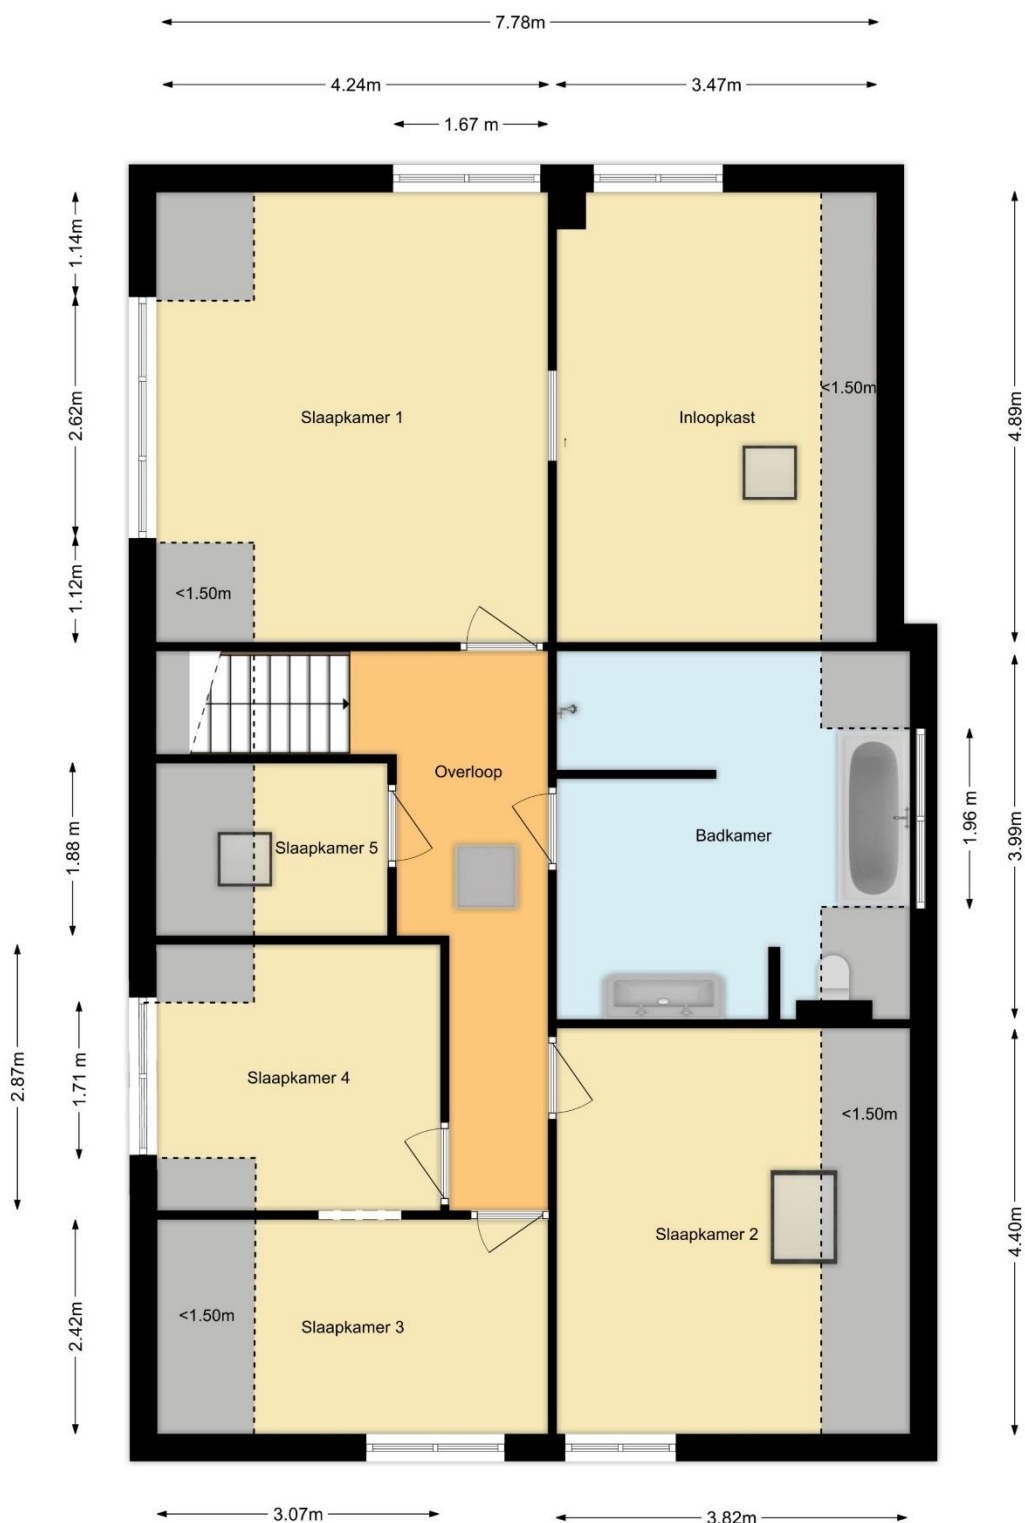 7.78m
4.24m
3.47m
1.67 m
1.14m
2.62m
4.89m
<1.50m
Slaapkamer 1
Inloopkast
1.12m
<1.50m
Overloop
1.88 m
Slaapkamer 5
Badkamer
1.96 m
3.99m
2.87m
1.71 m
Slaapkamer 4
<1.50m
4.40m
Slaapkamer 2
2.42m
<1.50m
Slaapkamer 3
3.07m
3.82m